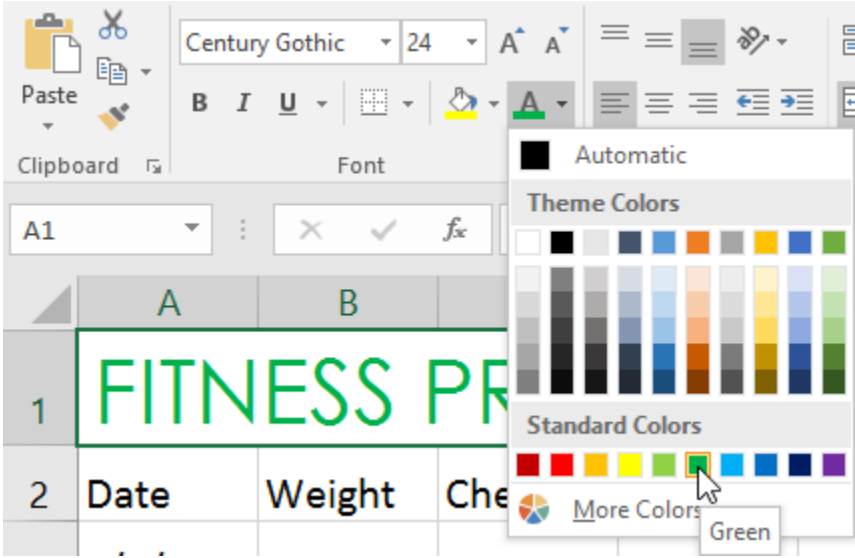 Century Gothic 24 A A
Paste B I U A
Clipboard Font
Automatic
Theme Colors
A1 fx
A B
1 FITNESS PR
Standard Colors
2 Date Weight Che
More Colors
Green